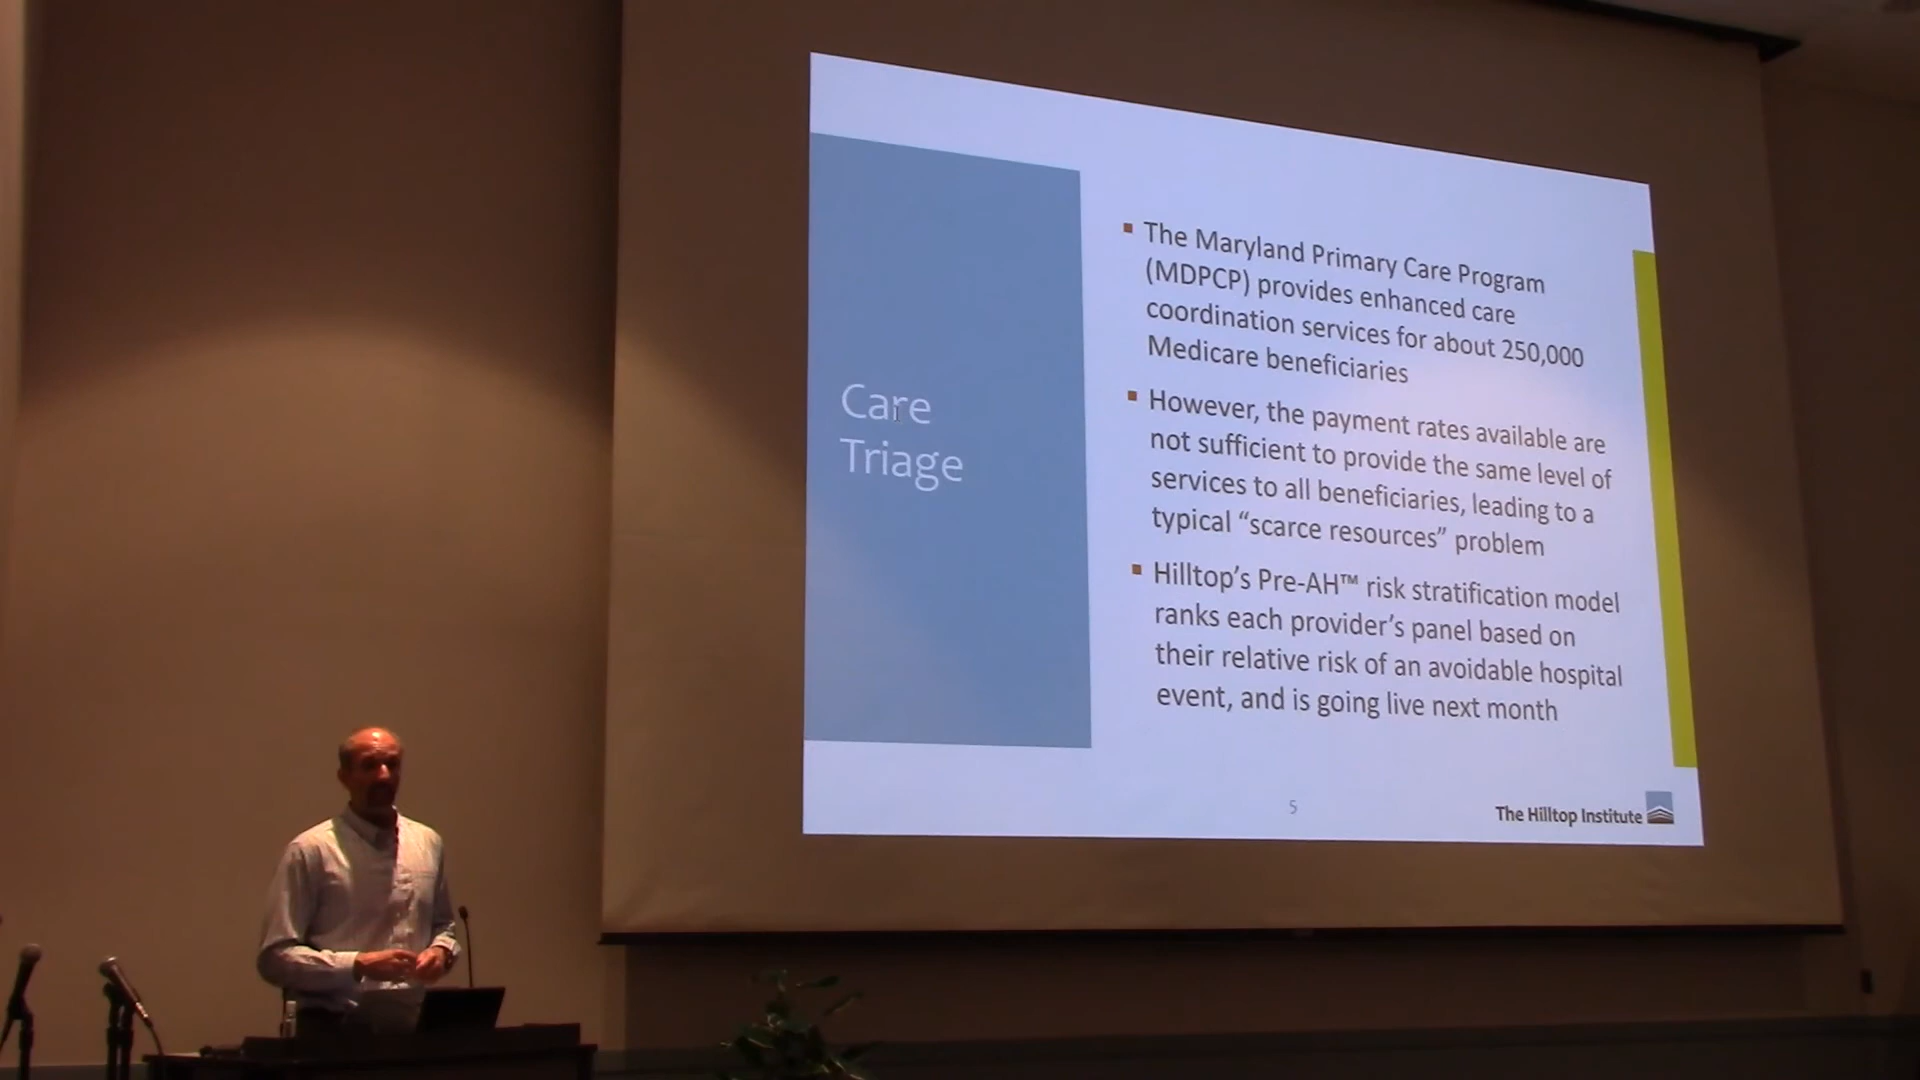 Care
Triage
▪ The Maryland Primary Care Program
(MDPCP) provides enhanced care
coordination services for about 250,000
Medicare beneficiaries
▪ However, the payment rates available are
not sufficient to provide the same level of
services to all beneficiaries, leading to a
typical “scarce resources” problem
▪ Hilltop’s Pre-AH™ risk stratification model
ranks each provider’s panel based on
their relative risk of an avoidable hospital
event, and is going live next month
5
The Hilltop Institute